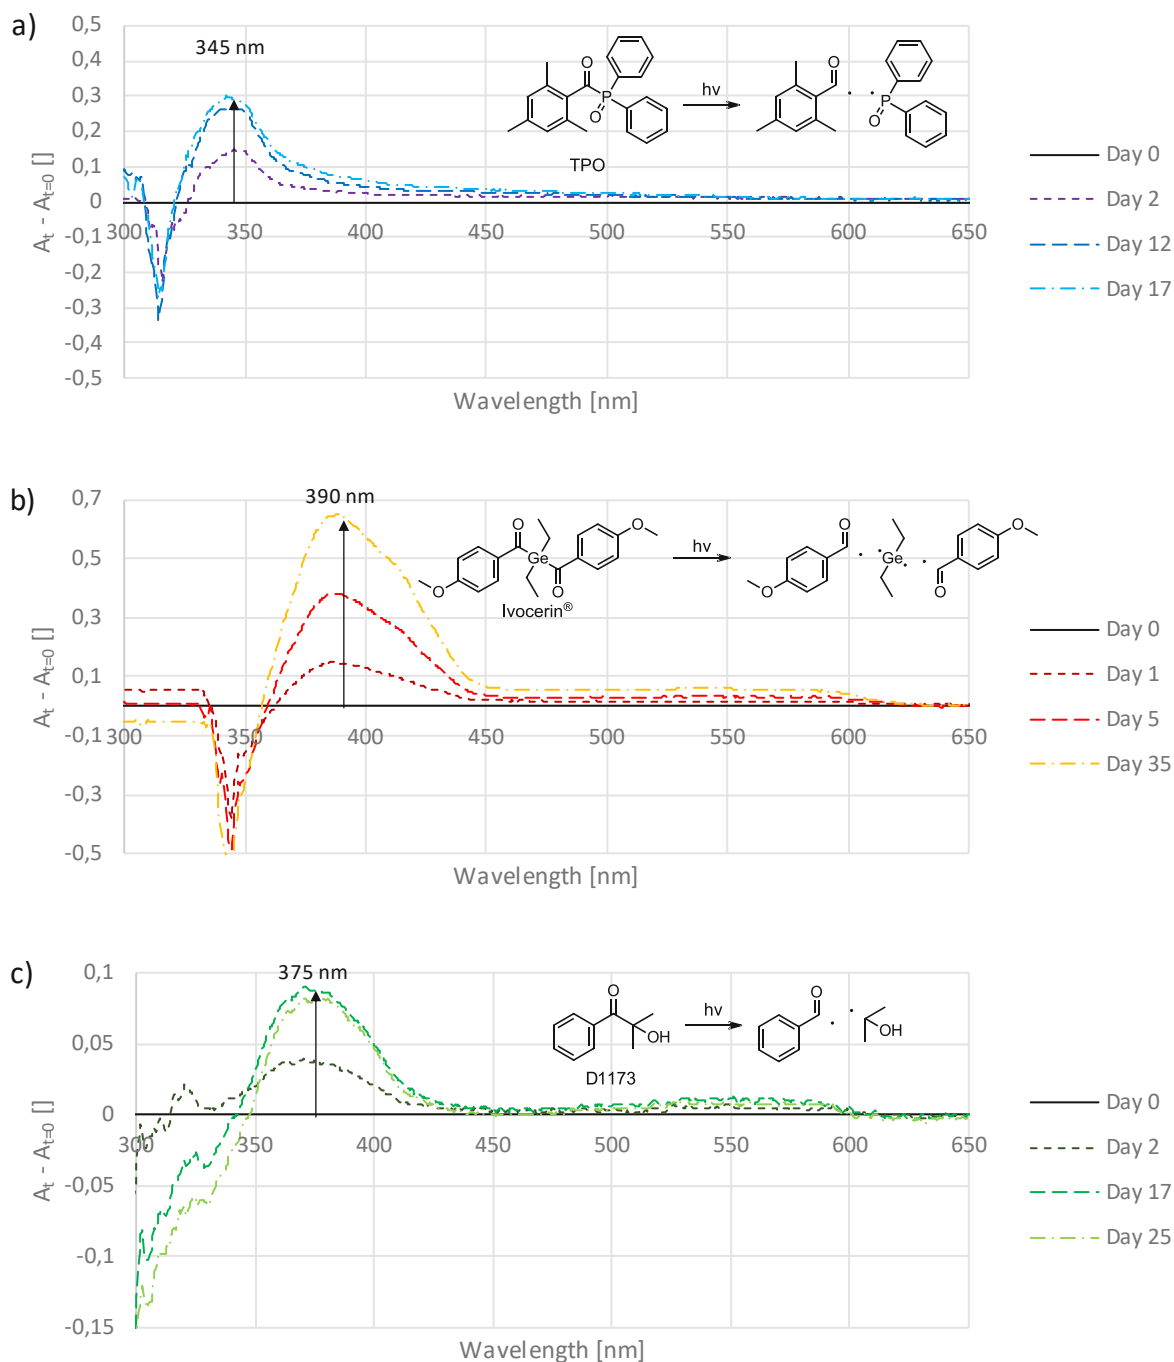 a)
0,5
0,4
0,3
0,2
0,1
0
-0,1
-0,2
-0,3
-0,4
-0,5
At - At=0 []
345 nm
300 350 400 450 500 550 600 650
Wavelength [nm]
O
P
O
TPO
hv
O
P
O
Day 0
Day 2
Day 12
Day 17
b)
0,7
0,5
0,3
0,1
-0,1
-0,3
-0,5
At - At=0 []
390 nm
300 350 400 450 500 550 600 650
Wavelength [nm]
O
O
Ge
O
O
Ivocerin®
hv
O
O
Ge
O
O
Day 0
Day 1
Day 5
Day 35
c)
0,1
0,05
0
-0,05
-0,1
-0,15
At - At=0 []
375 nm
300 350 400 450 500 550 600 650
Wavelength [nm]
O
OH
D1173
hv
O
OH
Day 0
Day 2
Day 17
Day 25